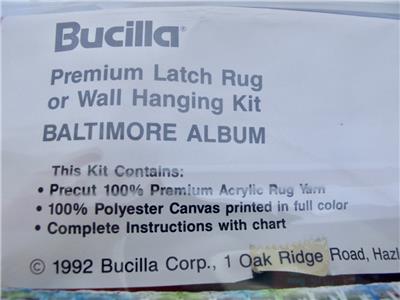 Bucilla®
Premium Latch Rug
or Wall Hanging Kit
BALTIMORE ALBUM
This Kit Contains:
• Precut 100% Premium Acrylic Rug Yarn
• 100% Polyester Canvas printed in full color
• Complete Instructions with chart
© 1992 Bucilla Corp., 1 Oak Ridge Road, Hazl